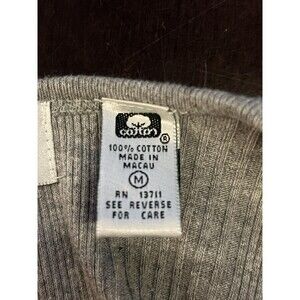 cotton ®
100% COTTON
MADE IN
MACAU
M
RN 13711
SEE REVERSE
FOR CARE